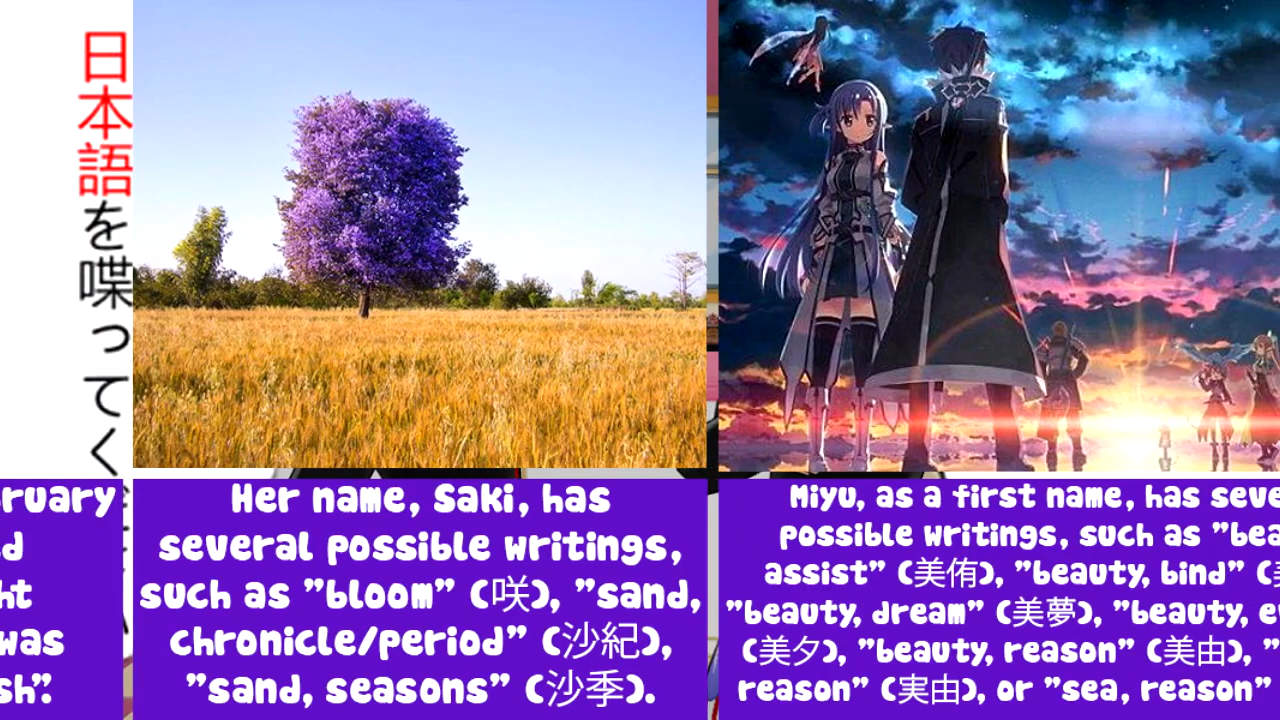 日本語を喋ってく
ruary
d
ht
was
sh".
Her name, Saki, has
several possible writings,
such as "bloom" (咲), "sand,
chronicle/period" (沙紀),
"sand, seasons" (沙季).
Miyu, as a first name, has seve
possible writings, such as "bea
assist" (美侑), "beauty, bind" (
"beauty, dream" (美夢), "beauty, e
(美夕), "beauty, reason" (美由), "
reason" (実由), or "sea, reason"